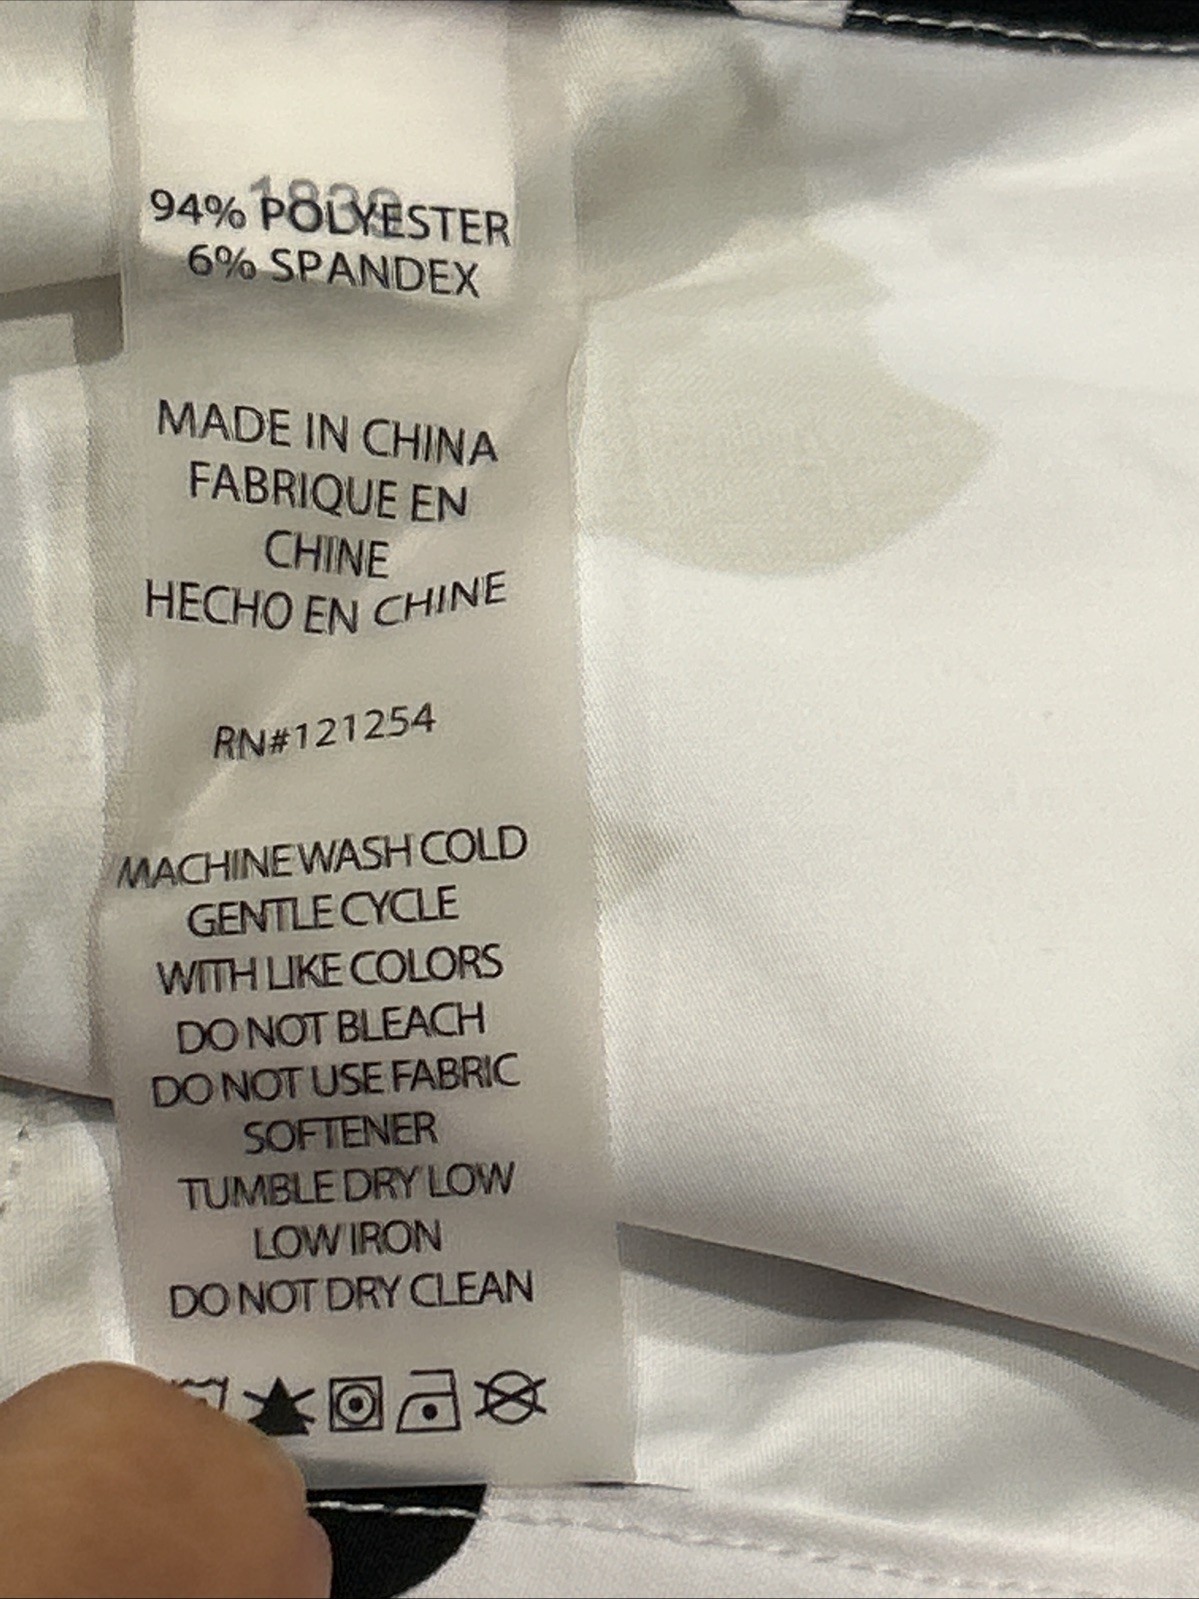 94% POLYESTER
6% SPANDEX
MADE IN CHINA
FABRIQUE EN
CHINE
HECHO EN CHINE
RN#121254
MACHINE WASH COLD
GENTLE CYCLE
WITH LIKE COLORS
DO NOT BLEACH
DO NOT USE FABRIC
SOFTENER
TUMBLE DRY LOW
LOW IRON
DO NOT DRY CLEAN